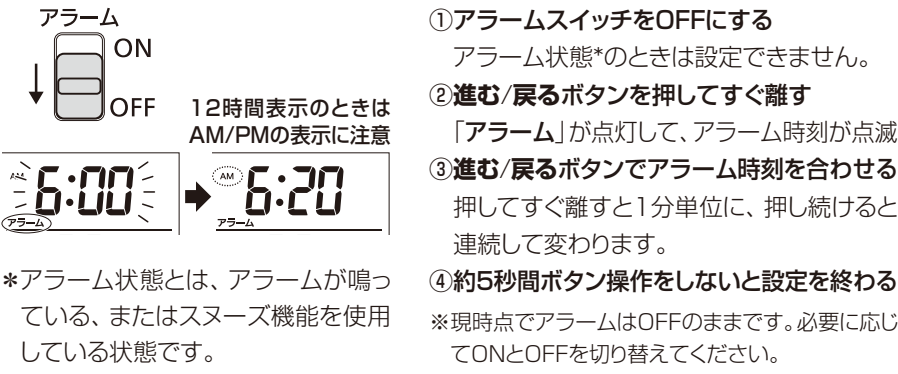 アラーム
ON
OFF
12時間表示のときは
AM/PMの表示に注意
6:00
アラーム
AM
6:20
アラーム
＊アラーム状態とは、アラームが鳴っ
ている、またはスヌーズ機能を使用
している状態です。
①アラームスイッチをOFFにする
アラーム状態*のときは設定できません。
②進む/戻るボタンを押してすぐ離す
「アラーム」が点灯して、アラーム時刻が点滅
③進む/戻るボタンでアラーム時刻を合わせる
押してすぐ離すと1分単位に、押し続けると
連続して変わります。
④約5秒間ボタン操作をしないと設定を終わる
※現時点でアラームはOFFのままです。必要に応じ
てONとOFFを切り替えてください。